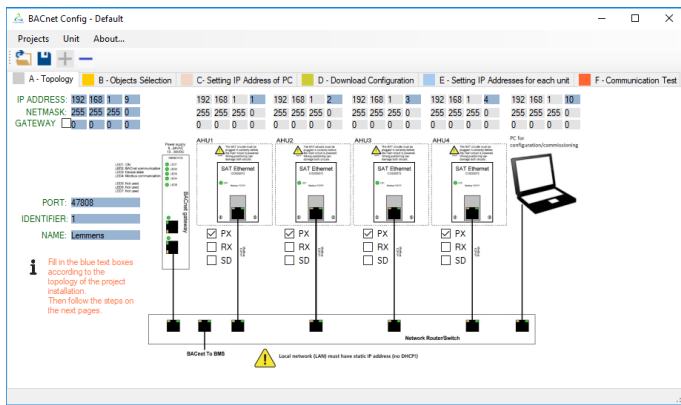 BACnet Config - Default
Projects Unit About...
A - Topology B - Objects Sélection C- Setting IP Address of PC D - Download Configuration E - Setting IP Addresses for each unit F - Communication Test
IP ADDRESS: 192 168 1 9 192 168 1 1 192 168 1 2 192 168 1 3 192 168 1 4 192 168 1 10
NETMASK: 255 255 255 0 255 255 255 0 255 255 255 0 255 255 255 0 255 255 255 0 255 255 255 0
GATEWAY 0 0 0 0 0 0 0 0 0 0 0 0 0 0 0 0 0 0 0 0 0 0 0 0
AHU1 AHU2 AHU3 AHU4
PC for
configuration/commissioning
Power supply
SAT Ethernet SAT Ethernet SAT Ethernet SAT Ethernet
BACnet gateway
PORT: 47808
IDENTIFIER: 1
NAME: Lemmens
PX PX PX PX
RX RX RX RX
SD SD SD SD
Fill in the blue text boxes
according to the
topology of the project
installation.
Then follow the steps on
the next pages.
Network Router/Switch
BACnet To BMS
Local network (LAN) must have static IP address (no DHCP!)